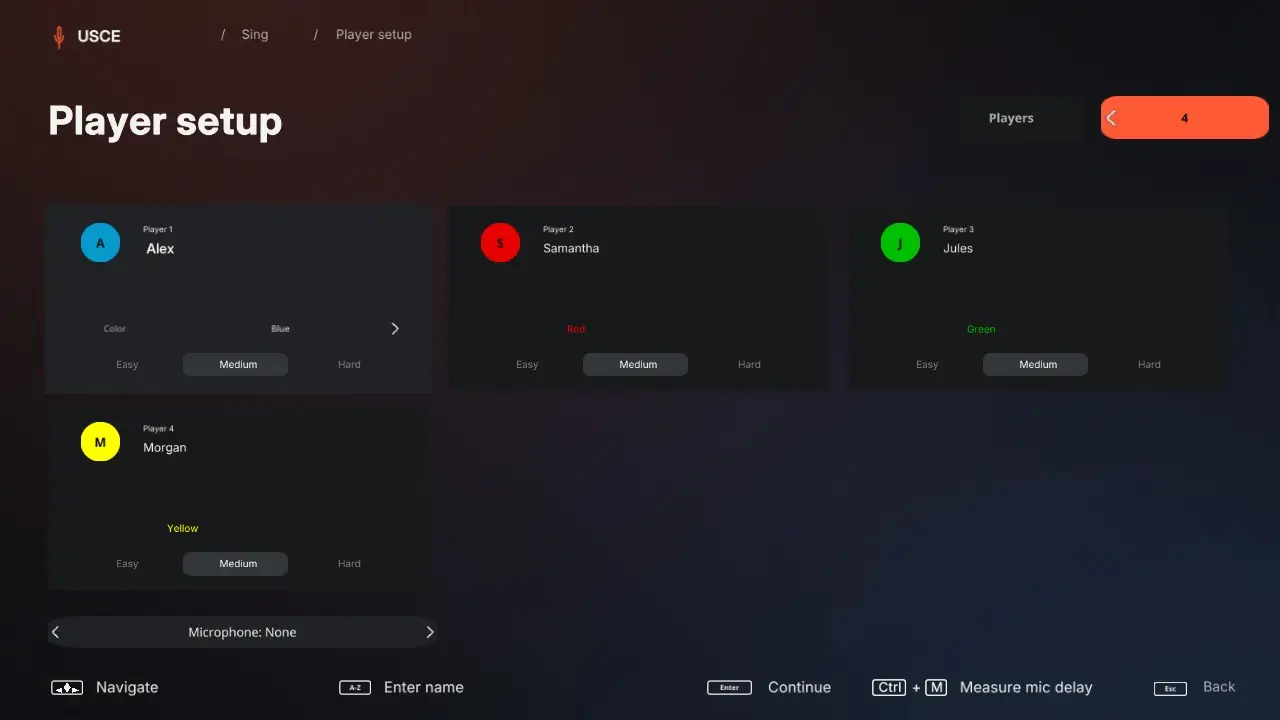 USCE / Sing / Player setup
Player setup
Players 4
A Player 1
Alex
Color Blue
Easy Medium Hard
S Player 2
Samantha
Red
Easy Medium Hard
J Player 3
Jules
Green
Easy Medium Hard
M Player 4
Morgan
Yellow
Easy Medium Hard
Microphone: None
Navigate A-Z Enter name Enter Continue Ctrl + M Measure mic delay Esc Back